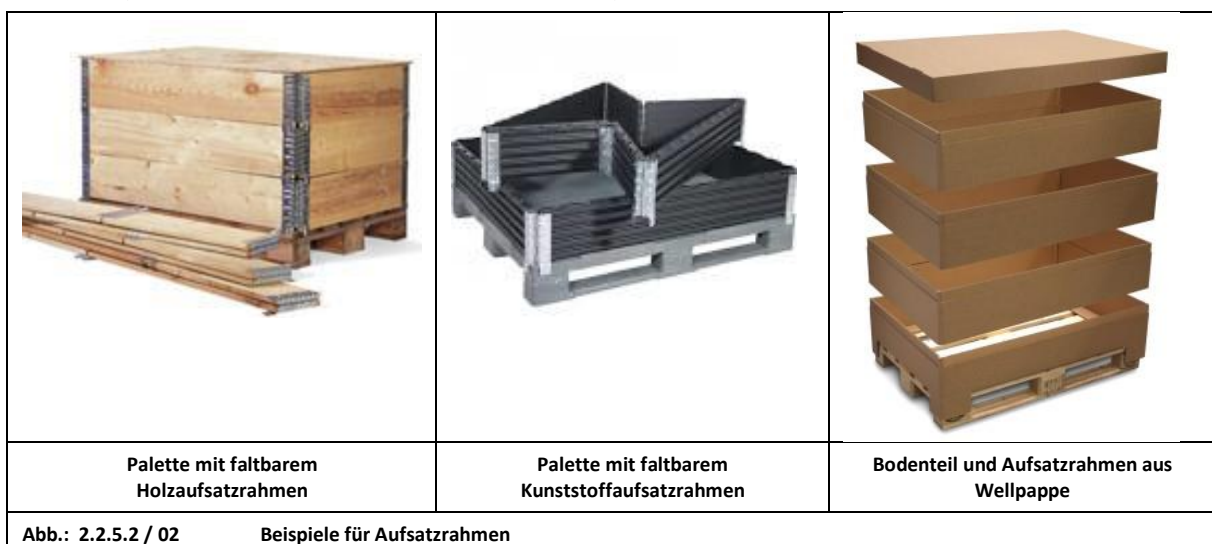 Palette mit faltbarem
Holzaufsatzrahmen
Palette mit faltbarem
Kunststoffaufsatzrahmen
Bodenteil und Aufsatzrahmen aus
Wellpappe
Abb.: 2.2.5.2 / 02 Beispiele für Aufsatzrahmen